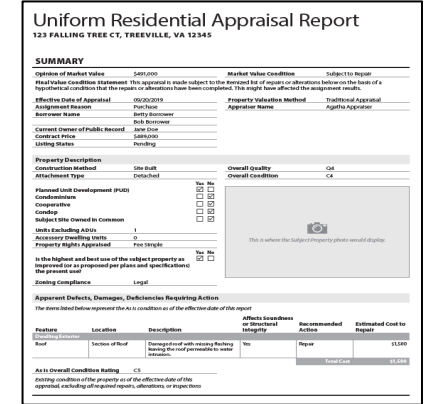 Uniform Residential Appraisal Report
123 FALLING TREE CT, TREEVILLE, VA 12345
SUMMARY
Opinion of Market Value $491,000 Market Value Condition Subject to Repair
Final Value Condition Statement This appraisal is made subject to the itemized list of repairs or alterations below on the basis of a
hypothetical condition that the repairs or alterations have been completed. This might have affected the assignment results.
Effective Date of Appraisal 09/20/2019 Property Valuation Method Traditional Appraisal
Assignment Reason Purchase Appraiser Name Agatha Appraiser
Borrower Name Betty Borrower
Bob Borrower
Current Owner of Public Record Jane Doe
Contract Price $489,000
Listing Status Pending
Property Description
Construction Method Site Built Overall Quality Q4
Attachment Type Detached Overall Condition C4
Yes No
Planned Unit Development (PUD)
Condominium
Cooperative
Condop
Subject Site Owned in Common
This is where the Subject Property photo would display.
Units Excluding ADUs 1
Accessory Dwelling Units 0
Property Rights Appraised Fee Simple
Yes No
Is the highest and best use of the subject property as
improved (or as proposed per plans and specifications)
the present use?
Zoning Compliance Legal
Apparent Defects, Damages, Deficiencies Requiring Action
The items listed below represent the As Is condition as of the effective date of this report
Feature Location Description Affects Soundness or Structural Integrity Recommended Action Estimated Cost to Repair
Dwelling Exterior
Roof Section of Roof Damaged roof with missing flashing Yes Repair $1,500
leaving the roof permeable to water
intrusion.
Total Cost $1,500
As Is Overall Condition Rating C5
Existing condition of the property as of the effective date of this
appraisal, excluding all required repairs, alterations, or inspections